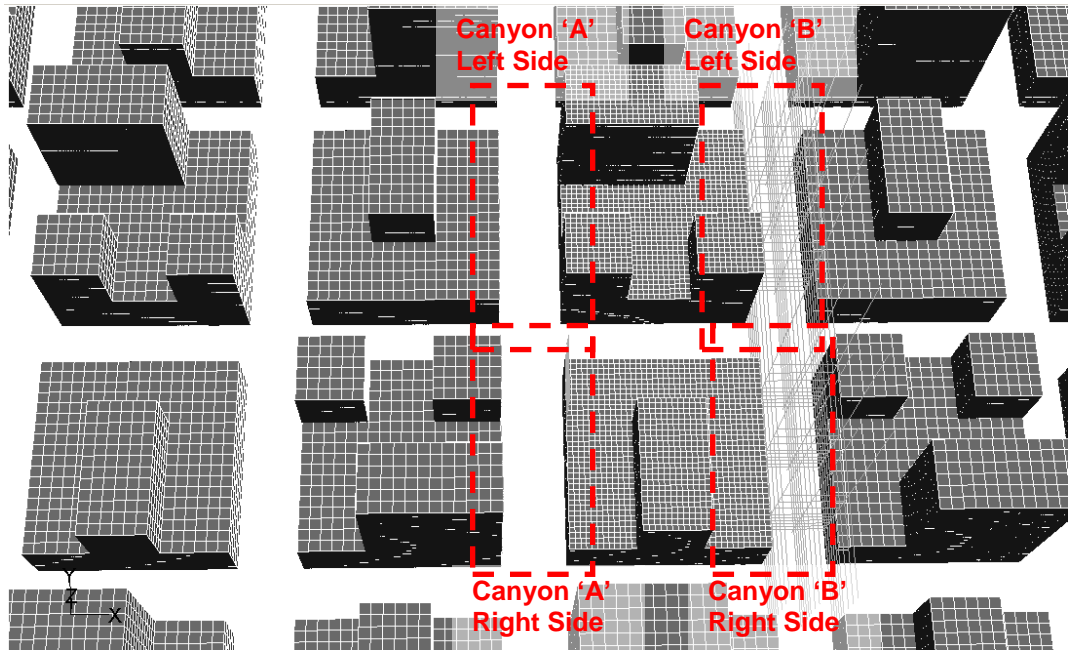 Canyon ‘A’
Left Side
Canyon ‘B’
Left Side
Canyon ‘A’
Right Side
Canyon ‘B’
Right Side
Y
Z
X